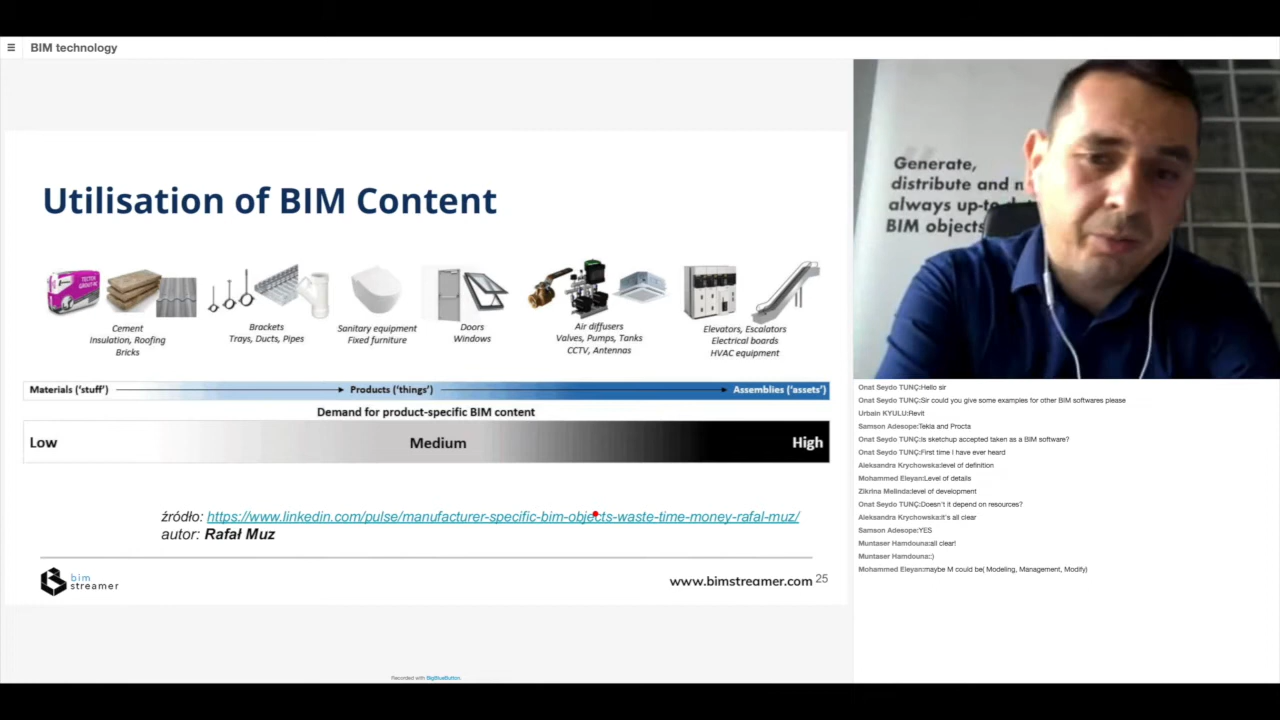 ☰ BIM technology
Utilisation of BIM Content
Cement
Insulation, Roofing
Bricks
Brackets
Trays, Ducts, Pipes
Sanitary equipment
Fixed furniture
Doors
Windows
Air diffusers
Valves, Pumps, Tanks
CCTV, Antennas
Elevators, Escalators
Electrical boards
HVAC equipment
Materials ('stuff') Products ('things') Assemblies ('assets')
Demand for product-specific BIM content
Low Medium High
źródło: https://www.linkedin.com/pulse/manufacturer-specific-bim-objects-waste-time-money-rafal-muz/
autor: Rafał Muz
bim
streamer
www.bimstreamer.com 25
Recorded with BigBlueButton.
Generate,
distribute and
always up-to
BIM objects
Onat Seydo TUNÇ:Hello sir
Onat Seydo TUNÇ:Sir could you give some examples for other BIM softwares please
Urbain KYULU:Revit
Samson Adesope:Tekla and Procta
Onat Seydo TUNÇ:Is sketchup accepted taken as a BIM software?
Onat Seydo TUNÇ:First time I have ever heard
Aleksandra Krychowska:level of definition
Mohammed Eleyan:Level of details
Zikrina Melinda:level of development
Onat Seydo TUNÇ:Doesn't it depend on resources?
Aleksandra Krychowska:it's all clear
Samson Adesope:YES
Muntaser Hamdouna:all clear!
Muntaser Hamdouna::)
Mohammed Eleyan:maybe M could be( Modeling, Management, Modify)